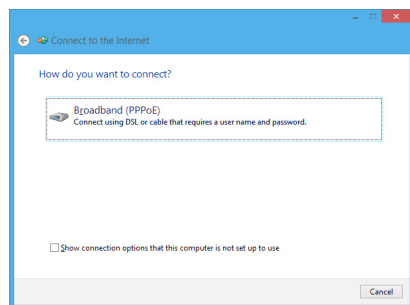 Connect to the Internet
How do you want to connect?
Broadband (PPPoE)
Connect using DSL or cable that requires a user name and password.
Show connection options that this computer is not set up to use
Cancel